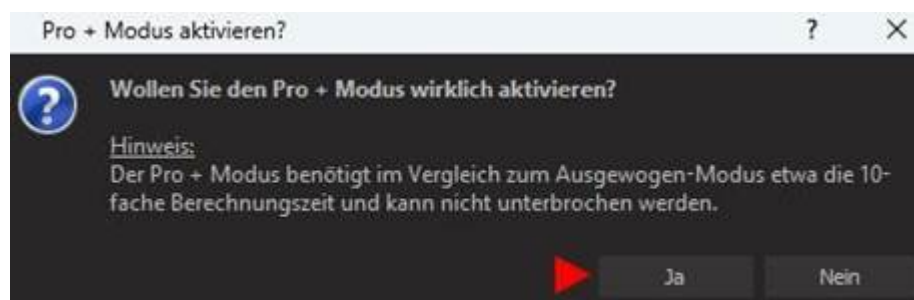 Pro + Modus aktivieren?
?
Wollen Sie den Pro + Modus wirklich aktivieren?
Hinweis:
Der Pro + Modus benötigt im Vergleich zum Ausgewogen-Modus etwa die 10-
fache Berechnungszeit und kann nicht unterbrochen werden.
Ja Nein